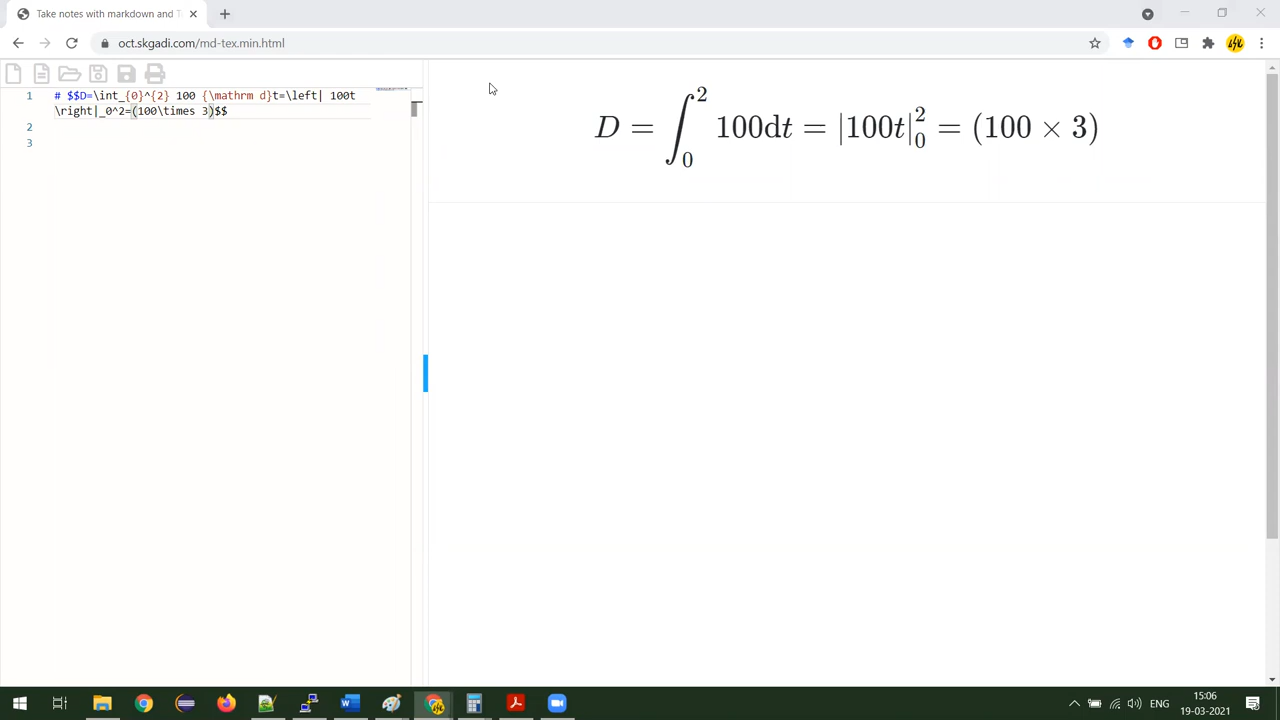 Take notes with markdown and T
oct.skgadi.com/md-tex.min.html
1 # $$D=\int_{0}^{2} 100 {\mathrm d}t=\left| 100t
\right|_0^2=(100\times 3)$$
2
3
D = ∫₀² 100dt = |100t|₀² = (100 × 3)
ENG
15:06
19-03-2021